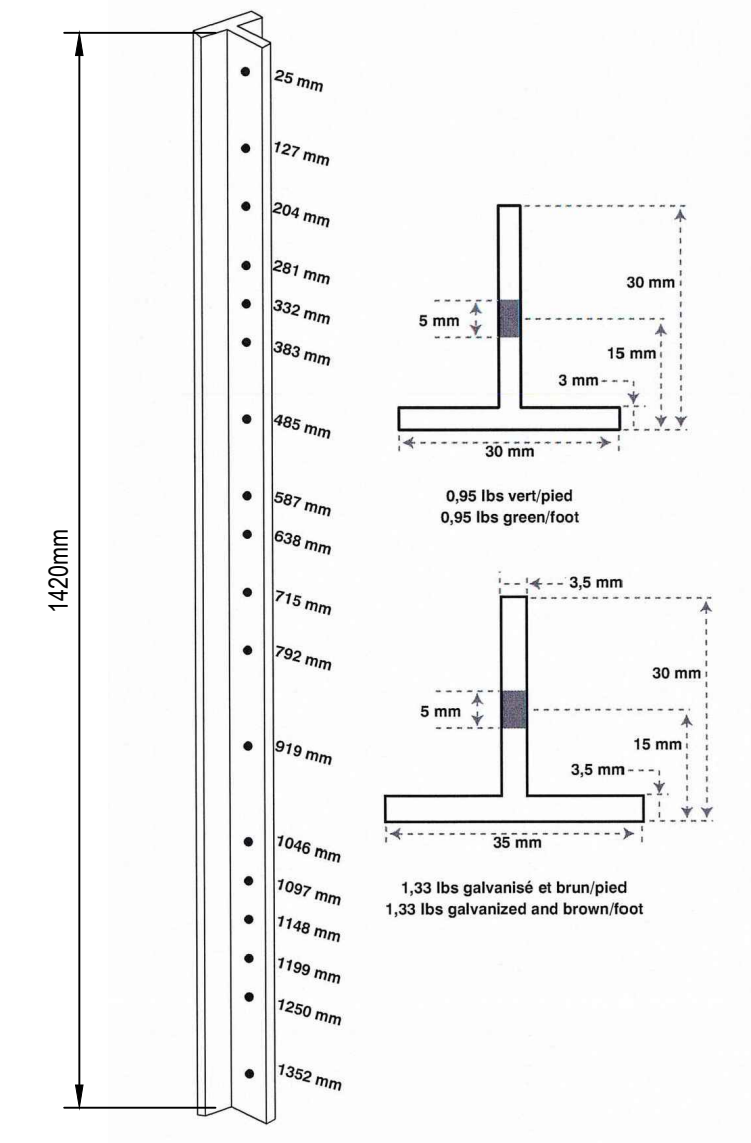 1420mm
25 mm
127 mm
204 mm
281 mm
332 mm
383 mm
485 mm
587 mm
638 mm
715 mm
792 mm
919 mm
1046 mm
1097 mm
1148 mm
1199 mm
1250 mm
1352 mm
30 mm
5 mm
15 mm
3 mm
30 mm
0,95 lbs vert/pied
0,95 lbs green/foot
3,5 mm
30 mm
5 mm
15 mm
3,5 mm
35 mm
1,33 lbs galvanisé et brun/pied
1,33 lbs galvanized and brown/foot